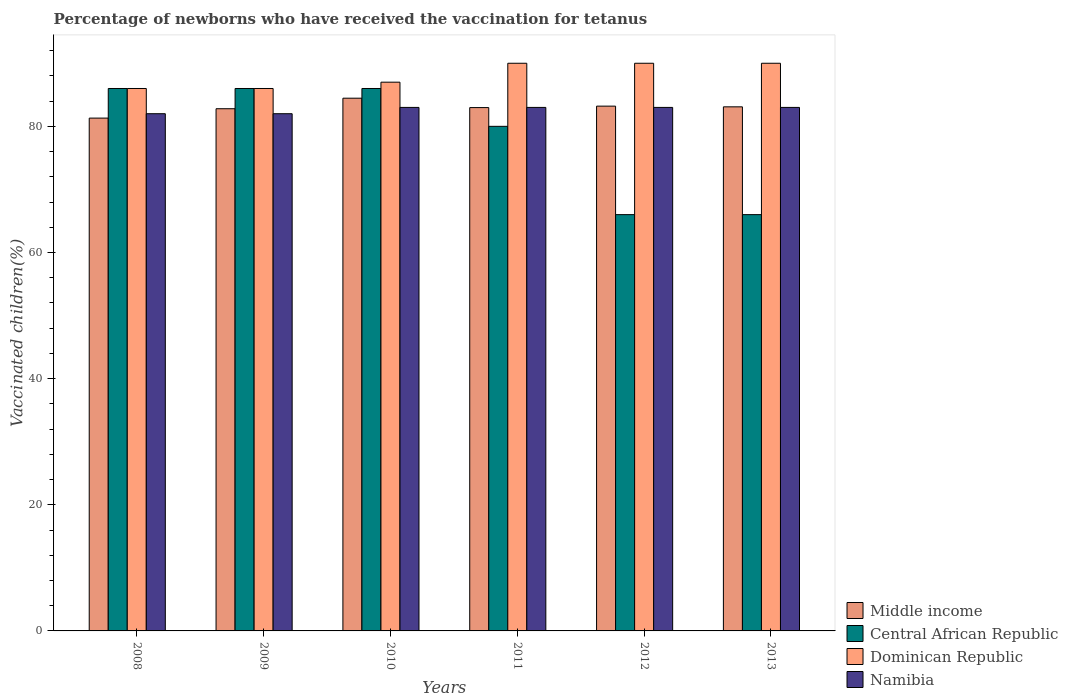 Percentage of newborns who have received the vaccination for tetanus
Vaccinated children(%)
80
60
40
20
0
2008
2009
2010
2011
2012
2013
Years
Middle income
Central African Republic
Dominican Republic
Namibia